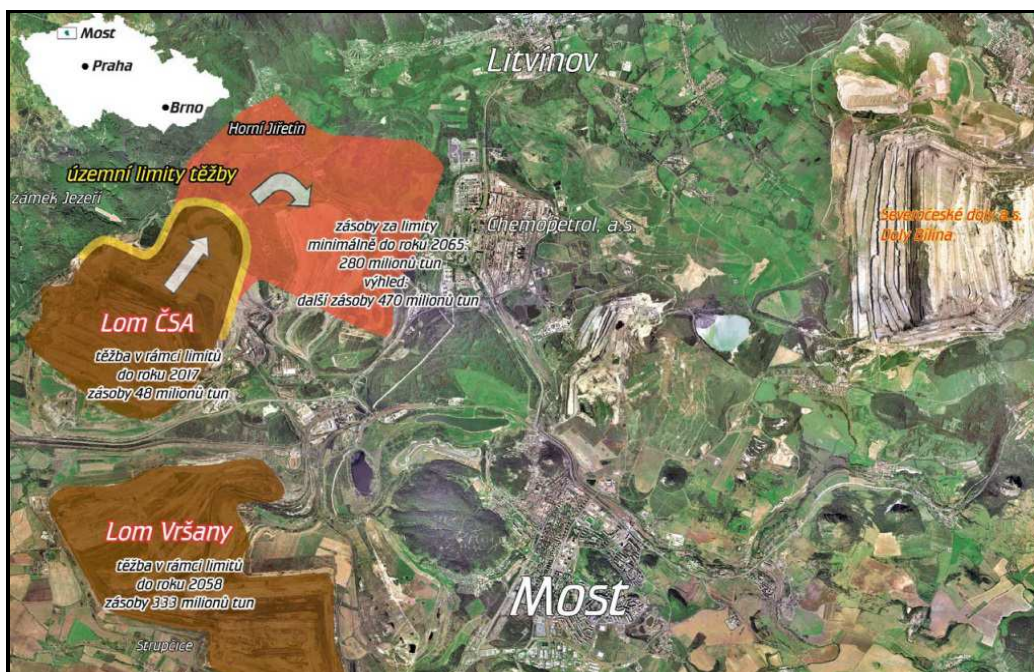 Most
Praha
Brno
Litvínov
Horní Jiřetín
územní limity těžby
zámek Jezeří
zásoby za limity
minimálně do roků 2065:
280 milionů tun
výhled:
další zásoby 470 milionů tun
Chemopetrol, a.s.
Severočeské doly, a.s.
Doly Bílina
Lom ČSA
těžba v rámci limitů
do roku 2017
zásoby 48 milionů tun
Lom Vršany
těžba v rámci limitů
do roku 2058
zásoby 333 milionů tun
Most
Strupčice